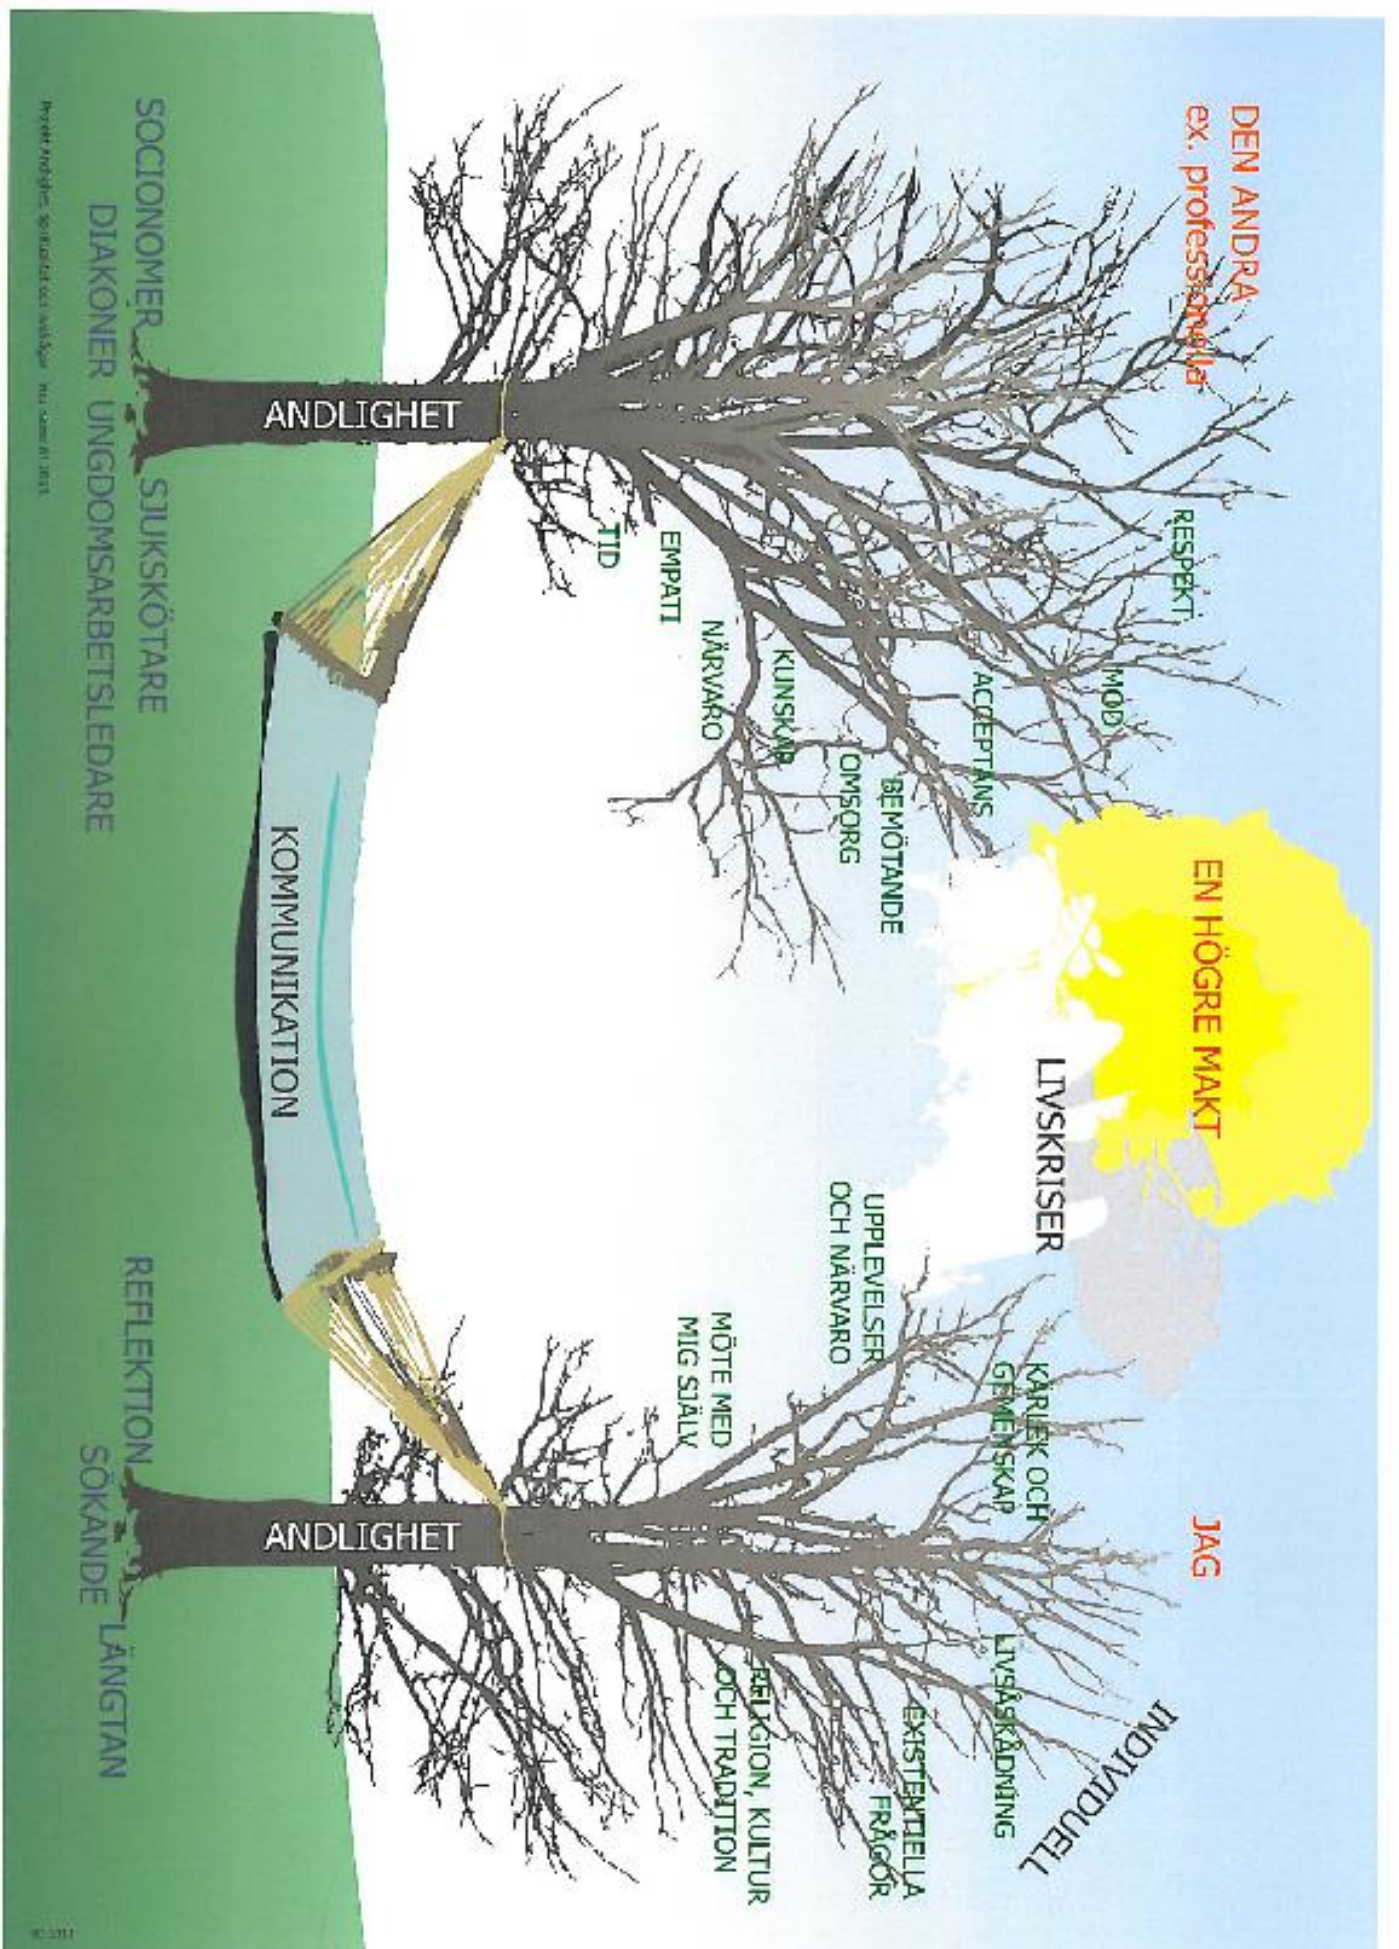 DEN ANDRA
ex. professionella
EN HÖGRE MAKT
JAG
INDIVIDUELL
LIVSKRISER
RESPEKT
MOD
ACCEPTANS
BEMÖTANDE
OMSORG
KUNSKAP
NÄRVARO
EMPATI
TID
KÄRLEK OCH
GEMENSKAP
UPPLEVELSER
OCH NÄRVARO
MÖTE MED
MIG SJÄLV
LIVSÅSKÅDNING
EXISTENTIELLA
FRÅGOR
RELIGION, KULTUR
OCH TRADITION
ANDLIGHET
KOMMUNIKATION
ANDLIGHET
SOCIONOMER
SJUKSKÖTARE
DIAKONER UNGDOMSARBETSLEDARE
REFLEKTION
LÄNGTAN
SÖKANDE
Projekt Andlighet,